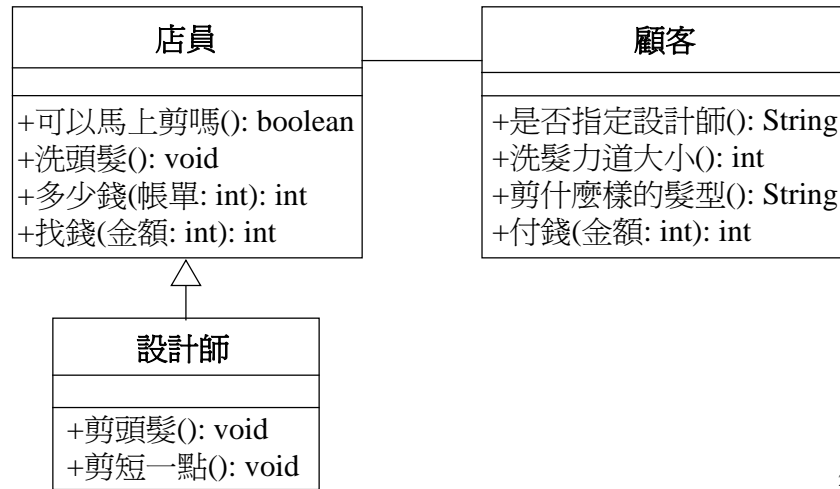 店員
+可以馬上剪嗎(): boolean
+洗頭髮(): void
+多少錢(帳單: int): int
+找錢(金額: int): int
顧客
+是否指定設計師(): String
+洗髮力道大小(): int
+剪什麼樣的髮型(): String
+付錢(金額: int): int
設計師
+剪頭髮(): void
+剪短一點(): void